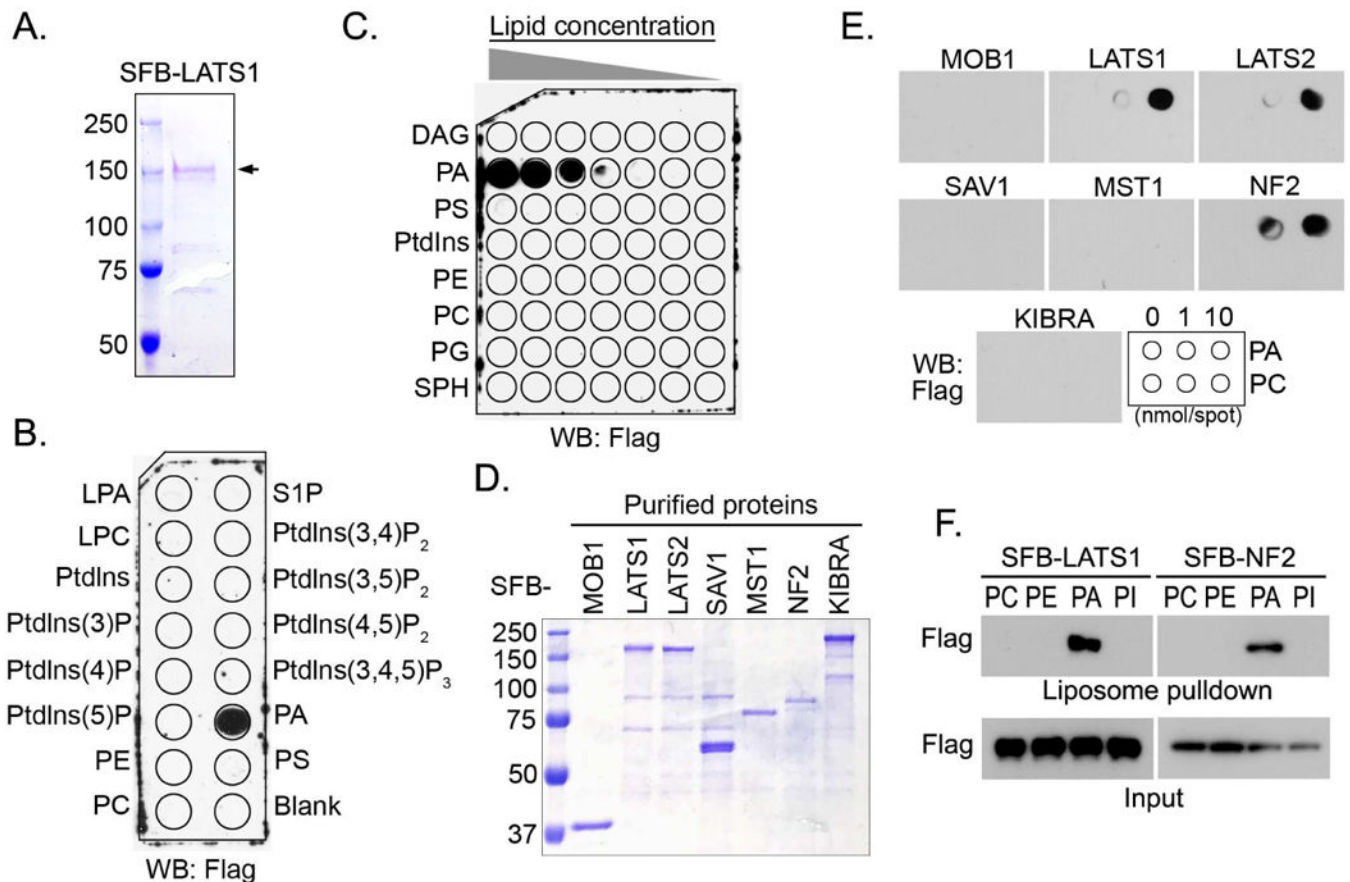 A.
SFB-LATS1
250
150
100
75
50
B.
LPA S1P
LPC PtdIns(3,4)P2
PtdIns PtdIns(3,5)P2
PtdIns(3)P PtdIns(4,5)P2
PtdIns(4)P PtdIns(3,4,5)P3
PtdIns(5)P PA
PE PS
PC Blank
WB: Flag
C.
Lipid concentration
DAG
PA
PS
PtdIns
PE
PC
PG
SPH
WB: Flag
D.
Purified proteins
SFB- MOB1 LATS1 LATS2 SAV1 MST1 NF2 KIBRA
250
150
100
75
50
37
E.
MOB1 LATS1 LATS2
SAV1 MST1 NF2
KIBRA 0 1 10
WB: Flag
PA
PC
(nmol/spot)
F.
SFB-LATS1 SFB-NF2
PC PE PA PI PC PE PA PI
Flag
Liposome pulldown
Flag
Input